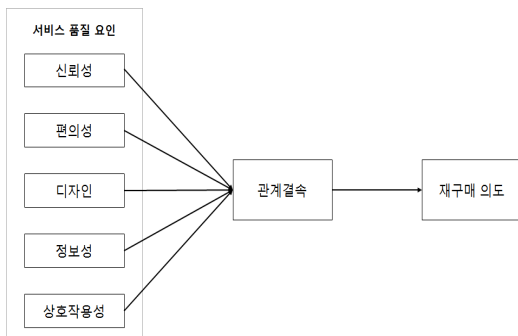 서비스 품질 요인
신뢰성
편의성
디자인
정보성
상호작용성
관계결속
재구매 의도